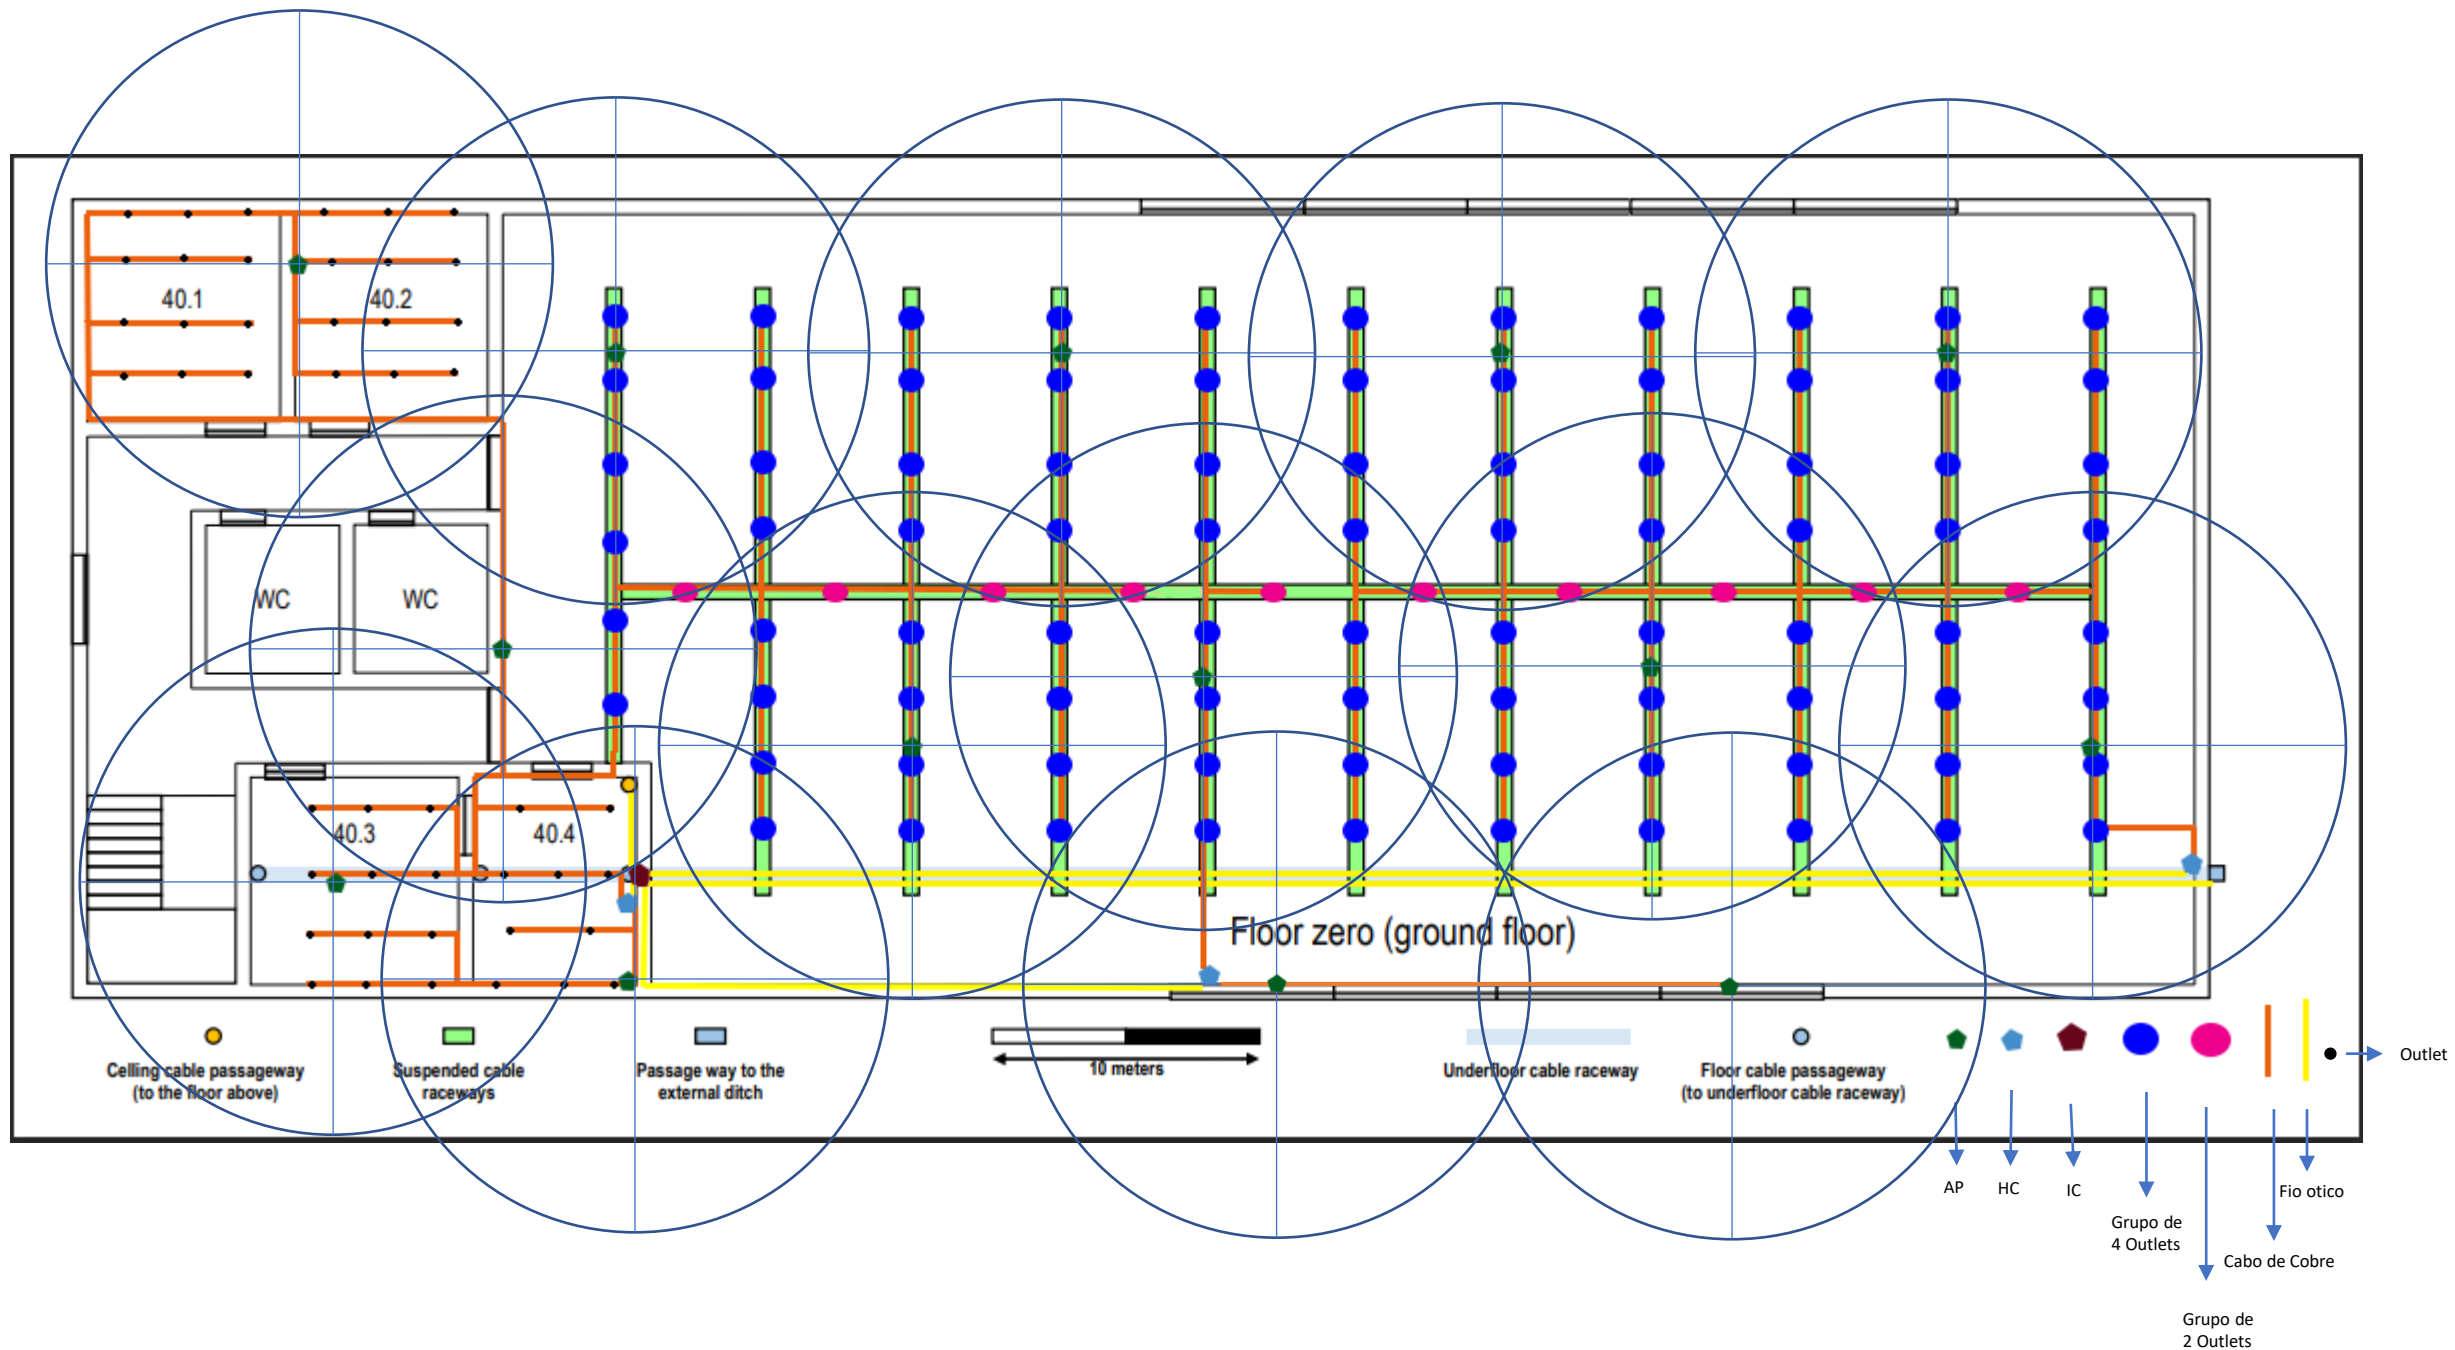 40.1
40.2
WC
WC
40.3
40.4
Floor zero (ground floor)
Celling cable passageway
(to the floor above)
Suspended cable
raceways
Passage way to the
external ditch
10 meters
Underfloor cable raceway
Floor cable passageway
(to underfloor cable raceway)
Outlet
AP
HC
IC
Fio otico
Grupo de
4 Outlets
Cabo de Cobre
Grupo de
2 Outlets